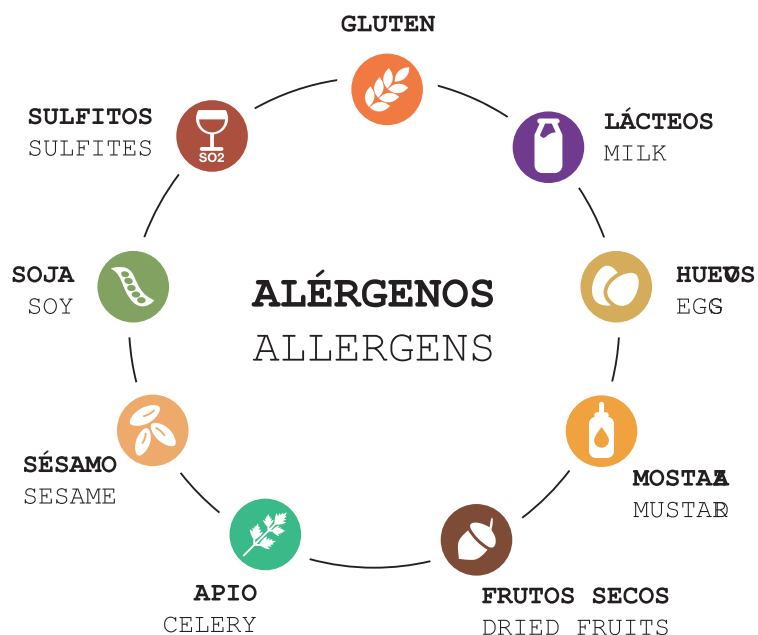 GLUTEN
SULFITOS
SULFITES
SO2
LÁCTEOS
MILK
SOJA
SOY
ALÉRGENOS
ALLERGENS
HUEVOS
EGGS
SÉSAMO
SESAME
MOSTAZA
MUSTARD
APIO
CELERY
FRUTOS SECOS
DRIED FRUITS